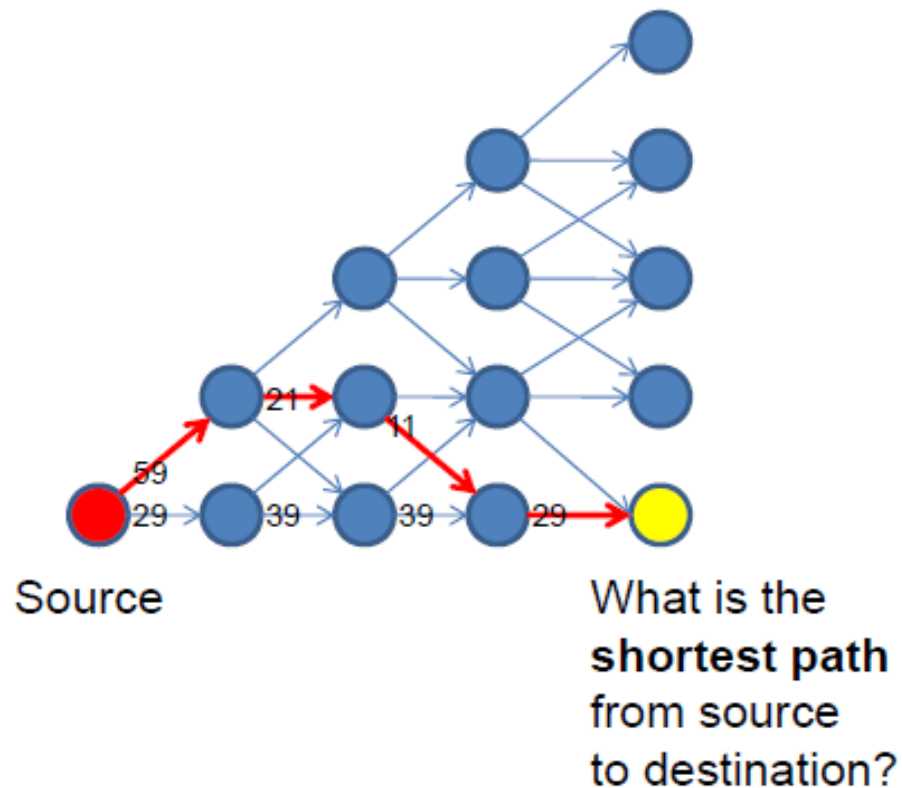 21
11
59
29 39 39 29
Source
What is the
shortest path
from source
to destination?